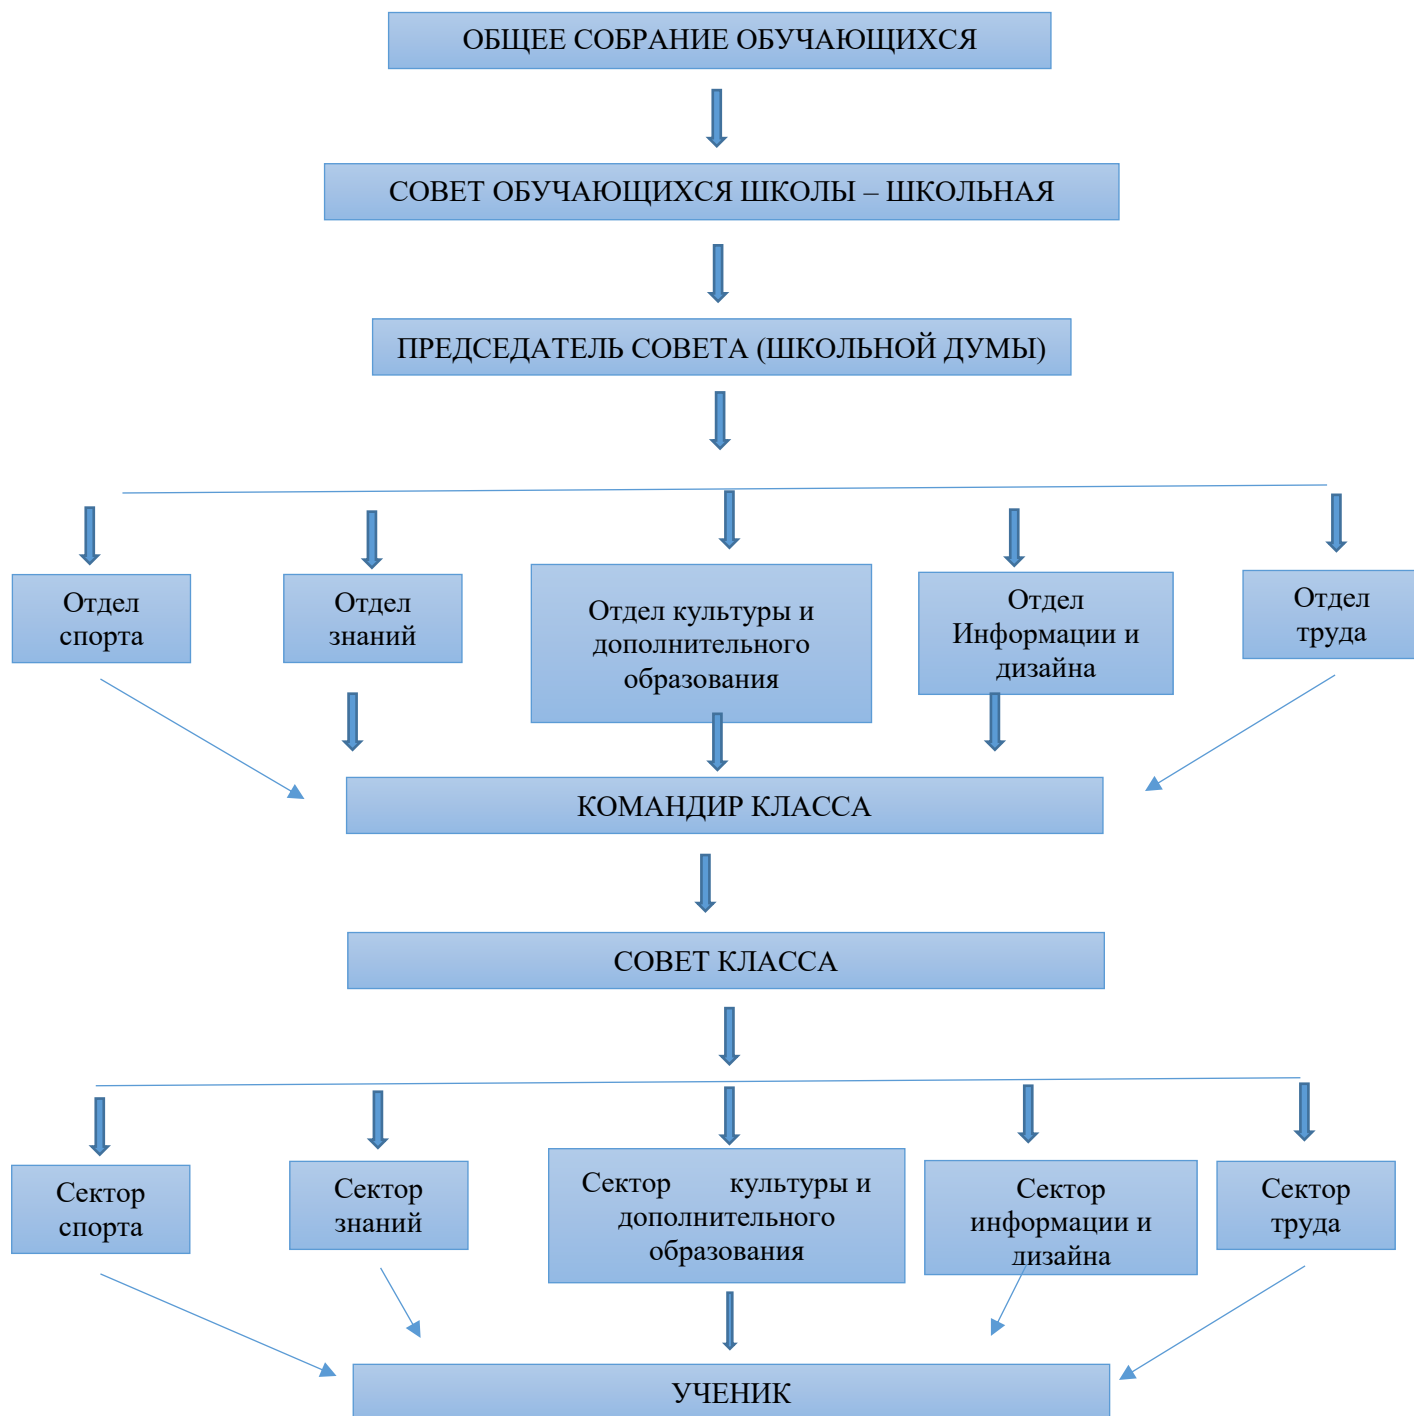 ОБЩЕЕ СОБРАНИЕ ОБУЧАЮЩИХСЯ
СОВЕТ ОБУЧАЮЩИХСЯ ШКОЛЫ – ШКОЛЬНАЯ
ПРЕДСЕДАТЕЛЬ СОВЕТА (ШКОЛЬНОЙ ДУМЫ)
Отдел
спорта
Отдел
знаний
Отдел культуры и
дополнительного
образования
Отдел
Информации и
дизайна
Отдел
труда
КОМАНДИР КЛАССА
СОВЕТ КЛАССА
Сектор
спорта
Сектор
знаний
Сектор культуры и
дополнительного
образования
Сектор
информации и
дизайна
Сектор
труда
УЧЕНИК